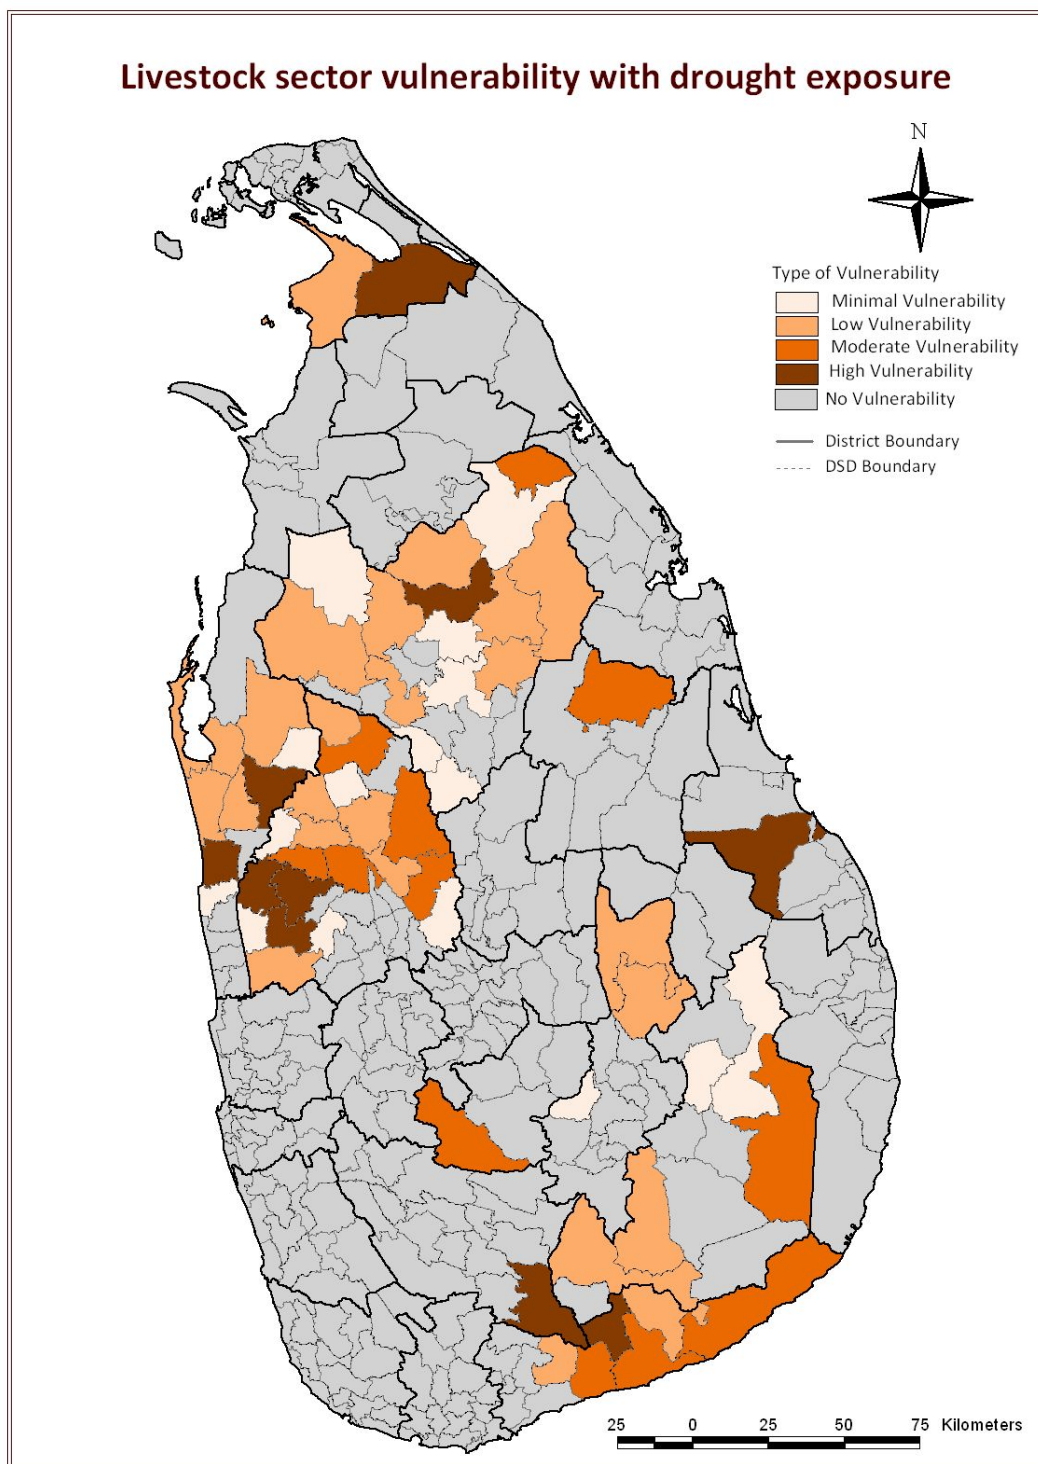 Livestock sector vulnerability with drought exposure
N
Type of Vulnerability
Minimal Vulnerability
Low Vulnerability
Moderate Vulnerability
High Vulnerability
No Vulnerability
District Boundary
DSD Boundary
25 0 25 50 75 Kilometers